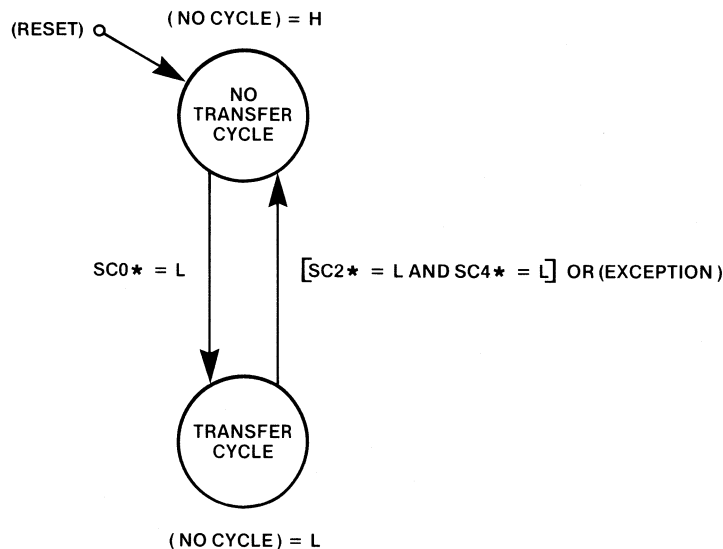 (NO CYCLE) = H
(RESET)
NO
TRANSFER
CYCLE
SC0* = L
[SC2* = L AND SC4* = L] OR (EXCEPTION)
TRANSFER
CYCLE
(NO CYCLE) = L